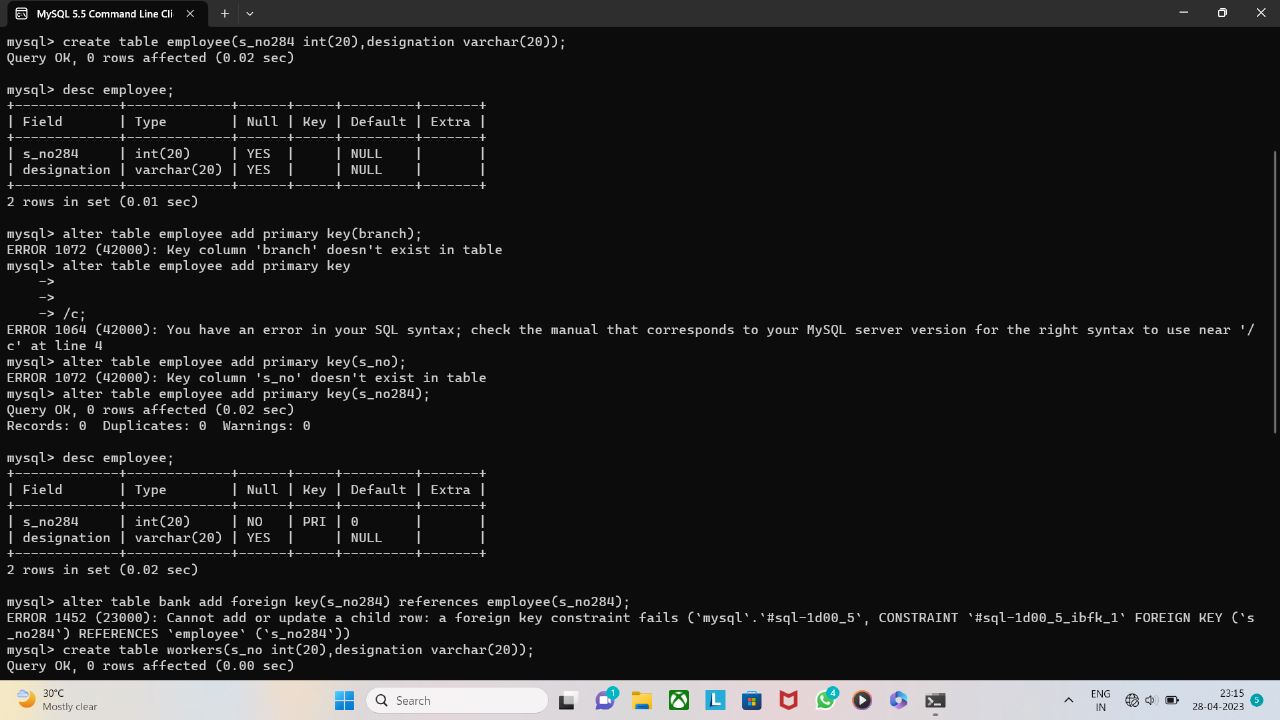 MySQL 5.5 Command Line Cli
mysql> create table employee(s_no284 int(20),designation varchar(20));
Query OK, 0 rows affected (0.02 sec)
mysql> desc employee;
+-------------+-------------+------+-----+---------+-------+
| Field       | Type        | Null | Key | Default | Extra |
+-------------+-------------+------+-----+---------+-------+
| s_no284     | int(20)     | YES  |     | NULL    |       |
| designation | varchar(20) | YES  |     | NULL    |       |
+-------------+-------------+------+-----+---------+-------+
2 rows in set (0.01 sec)
mysql> alter table employee add primary key(branch);
ERROR 1072 (42000): Key column 'branch' doesn't exist in table
mysql> alter table employee add primary key
    ->
    ->
    -> /c;
ERROR 1064 (42000): You have an error in your SQL syntax; check the manual that corresponds to your MySQL server version for the right syntax to use near '/
c' at line 4
mysql> alter table employee add primary key(s_no);
ERROR 1072 (42000): Key column 's_no' doesn't exist in table
mysql> alter table employee add primary key(s_no284);
Query OK, 0 rows affected (0.02 sec)
Records: 0  Duplicates: 0  Warnings: 0
mysql> desc employee;
+-------------+-------------+------+-----+---------+-------+
| Field       | Type        | Null | Key | Default | Extra |
+-------------+-------------+------+-----+---------+-------+
| s_no284     | int(20)     | NO   | PRI | 0       |       |
| designation | varchar(20) | YES  |     | NULL    |       |
+-------------+-------------+------+-----+---------+-------+
2 rows in set (0.02 sec)
mysql> alter table bank add foreign key(s_no284) references employee(s_no284);
ERROR 1452 (23000): Cannot add or update a child row: a foreign key constraint fails (`mysql`.`#sql-1d00_5`, CONSTRAINT `#sql-1d00_5_ibfk_1` FOREIGN KEY (`s
_no284`) REFERENCES `employee` (`s_no284`))
mysql> create table workers(s_no int(20),designation varchar(20));
Query OK, 0 rows affected (0.00 sec)
30°C
Mostly clear
Search
1
L
4
ENG
IN
23:15
28-04-2023
5